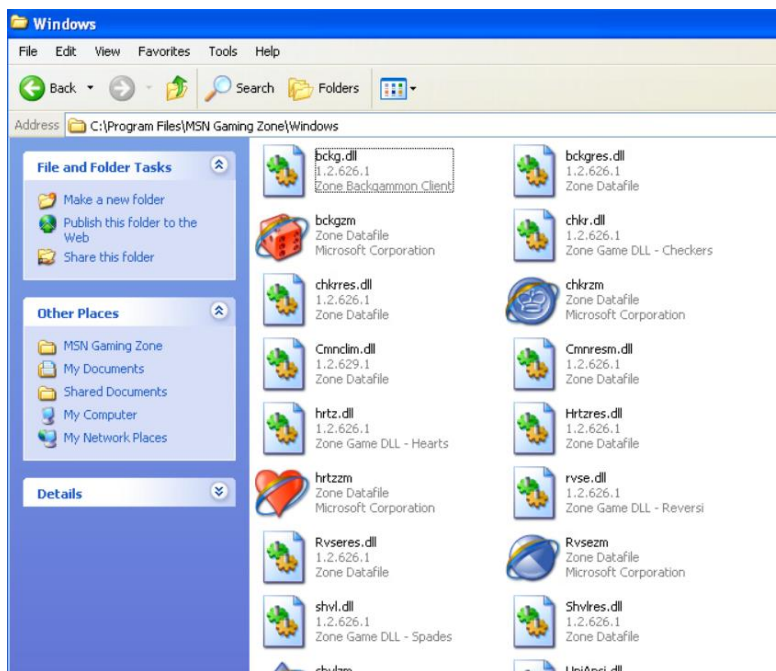 Windows
File Edit View Favorites Tools Help
Back Search Folders
Address C:\Program Files\MSN Gaming Zone\Windows
File and Folder Tasks
Make a new folder
Publish this folder to the
Web
Share this folder
Other Places
MSN Gaming Zone
My Documents
Shared Documents
My Computer
My Network Places
Details
bckg.dll
1.2.626.1
Zone Backgammon Client
bckgres.dll
1.2.626.1
Zone Datafile
bckgzm
Zone Datafile
Microsoft Corporation
chkr.dll
1.2.626.1
Zone Game DLL - Checkers
chkrres.dll
1.2.626.1
Zone Datafile
chkrzm
Zone Datafile
Microsoft Corporation
Cmnclim.dll
1.2.629.1
Zone Datafile
Cmnresm.dll
1.2.626.1
Zone Datafile
hrtz.dll
1.2.626.1
Zone Game DLL - Hearts
Hrtzres.dll
1.2.626.1
Zone Datafile
hrtzzm
Zone Datafile
Microsoft Corporation
rvse.dll
1.2.626.1
Zone Game DLL - Reversi
Rvseres.dll
1.2.626.1
Zone Datafile
Rvsezm
Zone Datafile
Microsoft Corporation
shvl.dll
1.2.626.1
Zone Game DLL - Spades
Shvlres.dll
1.2.626.1
Zone Datafile